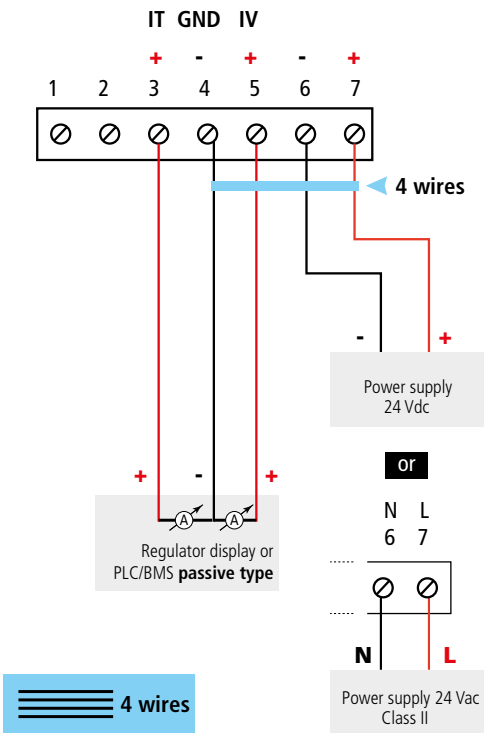 IT GND IV
+ - + - +
1 2 3 4 5 6 7
4 wires
- +
Power supply
24 Vdc
or
+ - +
A A
Regulator display or
PLC/BMS passive type
N L
6 7
N L
Power supply 24 Vac
Class II
4 wires